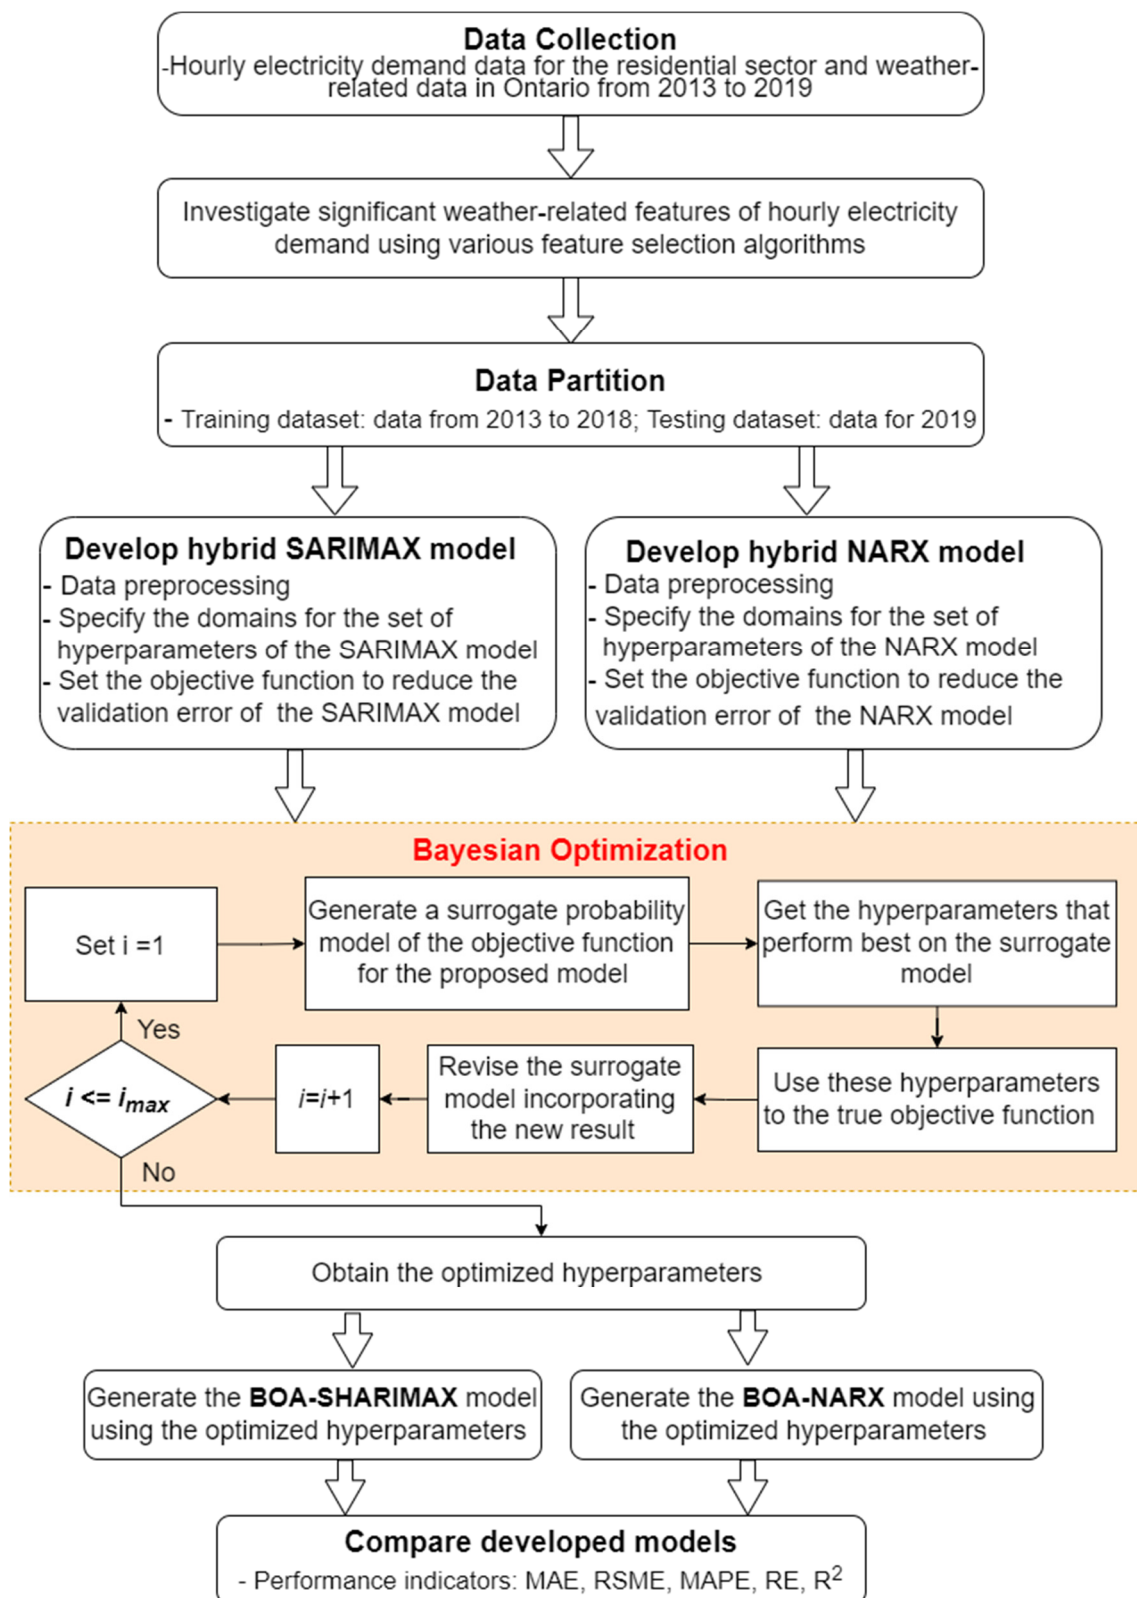 Data Collection
-Hourly electricity demand data for the residential sector and weather-
related data in Ontario from 2013 to 2019
Investigate significant weather-related features of hourly electricity
demand using various feature selection algorithms
Data Partition
- Training dataset: data from 2013 to 2018; Testing dataset: data for 2019
Develop hybrid SARIMAX model
- Data preprocessing
- Specify the domains for the set of
hyperparameters of the SARIMAX model
- Set the objective function to reduce the
validation error of the SARIMAX model
Develop hybrid NARX model
- Data preprocessing
- Specify the domains for the set of
hyperparameters of the NARX model
- Set the objective function to reduce the
validation error of the NARX model
Bayesian Optimization
Set i =1
Generate a surrogate probability
model of the objective function
for the proposed model
Get the hyperparameters that
perform best on the surrogate
model
Use these hyperparameters
to the true objective function
Revise the surrogate
model incorporating
the new result
i=i+1
i <= imax
Yes
No
Obtain the optimized hyperparameters
Generate the BOA-SHARIMAX model
using the optimized hyperparameters
Generate the BOA-NARX model using
the optimized hyperparameters
Compare developed models
- Performance indicators: MAE, RSME, MAPE, RE, R²